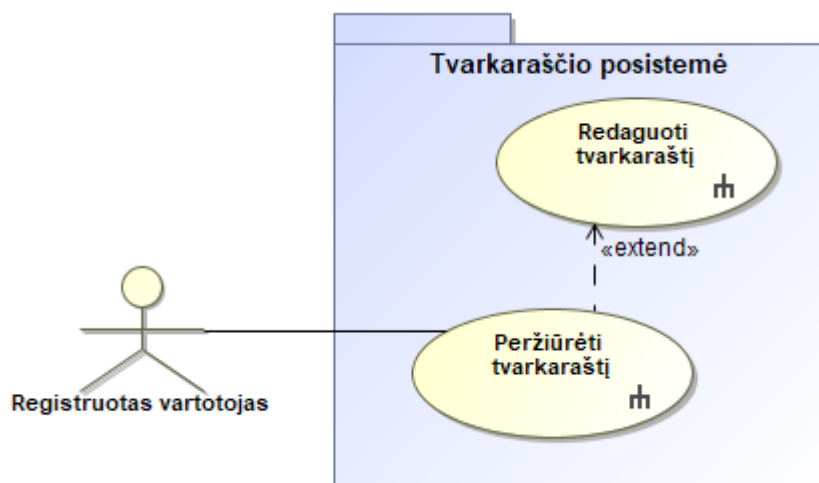 Tvarkaraščio posistemė
Redaguoti
tvarkaraštį
«extend»
Peržiūrėti
tvarkaraštį
Registruotas vartotojas